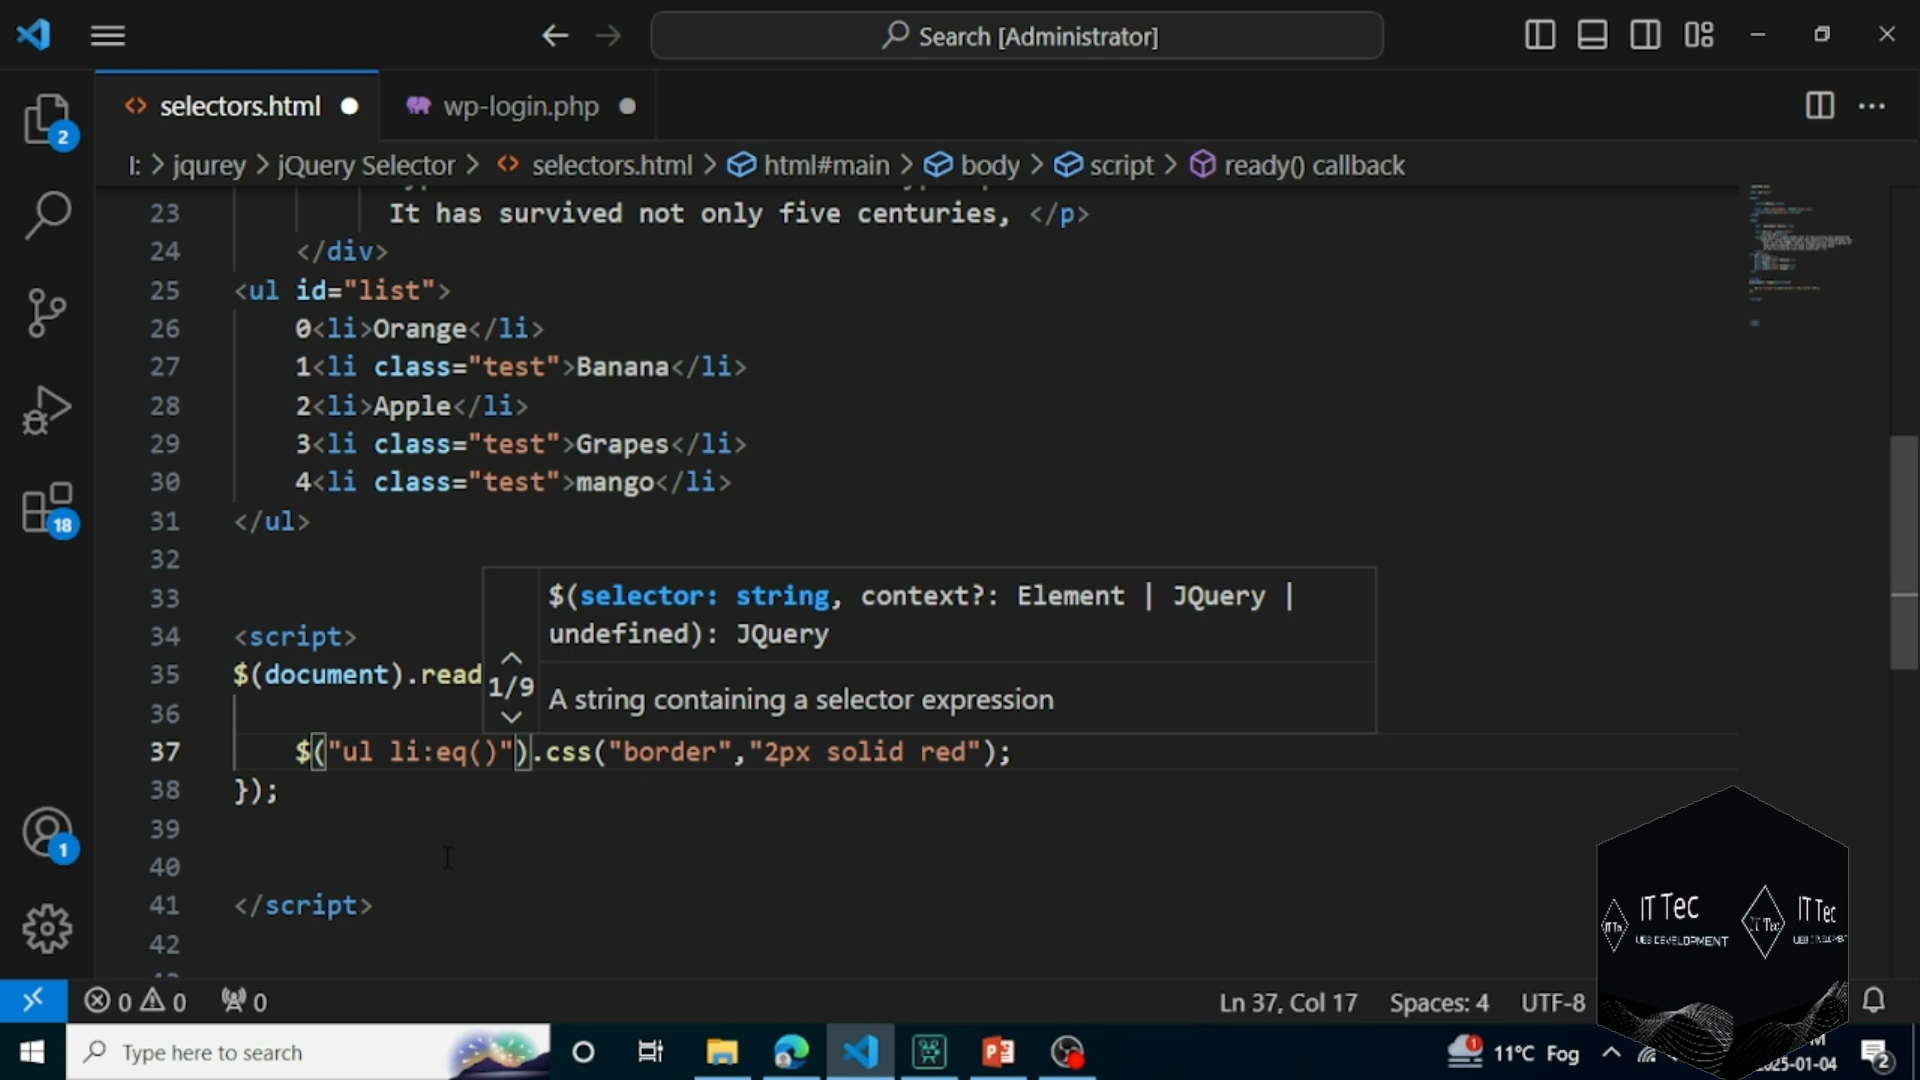 Search [Administrator]
selectors.html
wp-login.php
2
I: > jqurey > jQuery Selector > selectors.html > html#main > body > script > ready() callback
23 It has survived not only five centuries, </p>
24 </div>
25 <ul id="list">
26 0<li>Orange</li>
27 1<li class="test">Banana</li>
28 2<li>Apple</li>
29 3<li class="test">Grapes</li>
30 4<li class="test">mango</li>
31 </ul>
18
32
33
$(selector: string, context?: Element | JQuery |
undefined): JQuery
34 <script>
35 $(document).read
1/9
A string containing a selector expression
36
37 $("ul li:eq()").css("border","2px solid red");
38 });
39
1
40
41 </script>
42
IT Tec
WEB DEVELOPMENT
IT Tec
IT Tec
0 0 0
Ln 37, Col 17
Spaces: 4
UTF-8
Type here to search
1
11°C Fog
2025-01-04
2